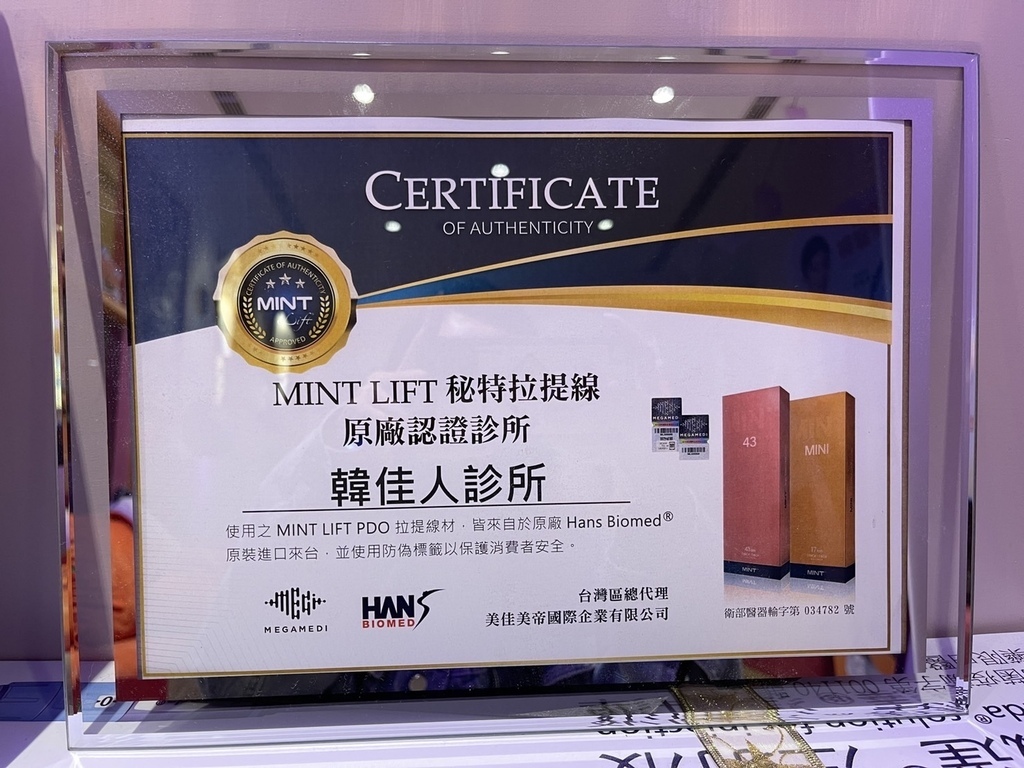 CERTIFICATE
OF AUTHENTICITY
CERTIFICATE OF AUTHENTICITY
MINT
Lift
APPROVED
MINT LIFT 秘特拉提線
原廠認證診所
韓佳人診所
使用之 MINT LIFT PDO 拉提線材，皆來自於原廠 Hans Biomed®
原裝進口來台，並使用防偽標籤以保護消費者安全。
MEGAMEDI
MEGAMEDI
43
MINI
MINT
MINT
MEGAMEDI
HANS
BIOMED
台灣區總代理
美佳美帝國際企業有限公司
衛部醫器輸字第 034782 號